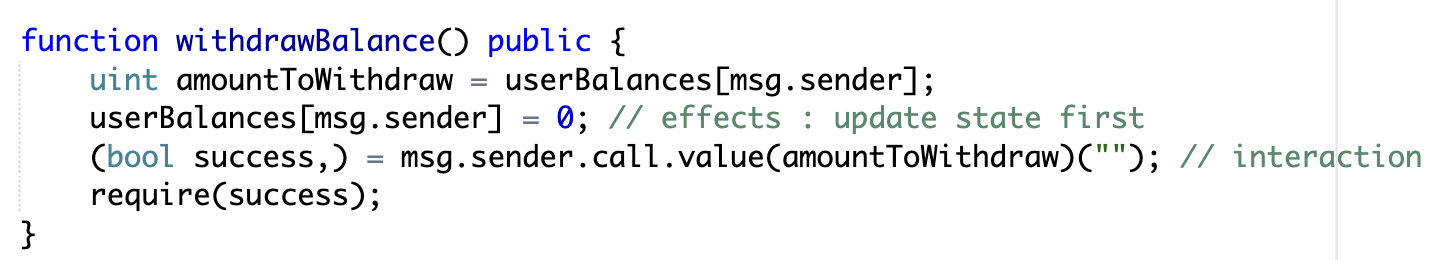 function withdrawBalance() public {
    uint amountToWithdraw = userBalances[msg.sender];
    userBalances[msg.sender] = 0; // effects : update state first
    (bool success,) = msg.sender.call.value(amountToWithdraw)(""); // interaction
    require(success);
}